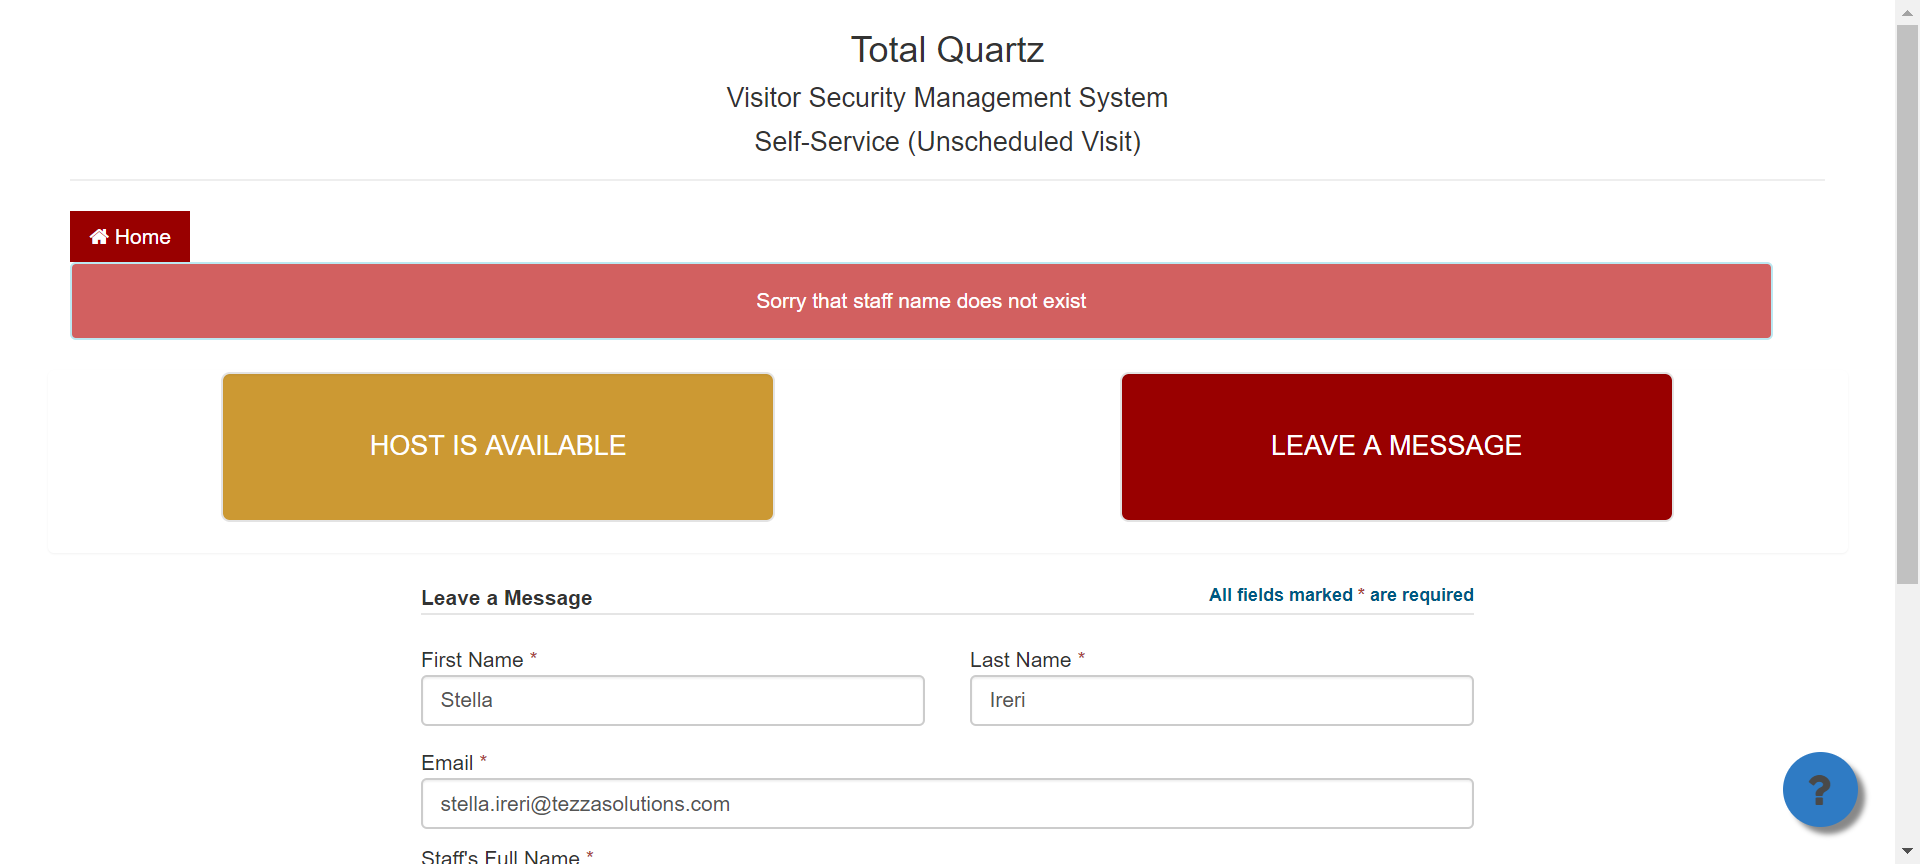 Total Quartz
Visitor Security Management System
Self-Service (Unscheduled Visit)
Home
Sorry that staff name does not exist
HOST IS AVAILABLE
LEAVE A MESSAGE
Leave a Message
All fields marked * are required
First Name *
Last Name *
Stella
Ireri
Email *
stella.ireri@tezzasolutions.com
?
Staff's Full Name *